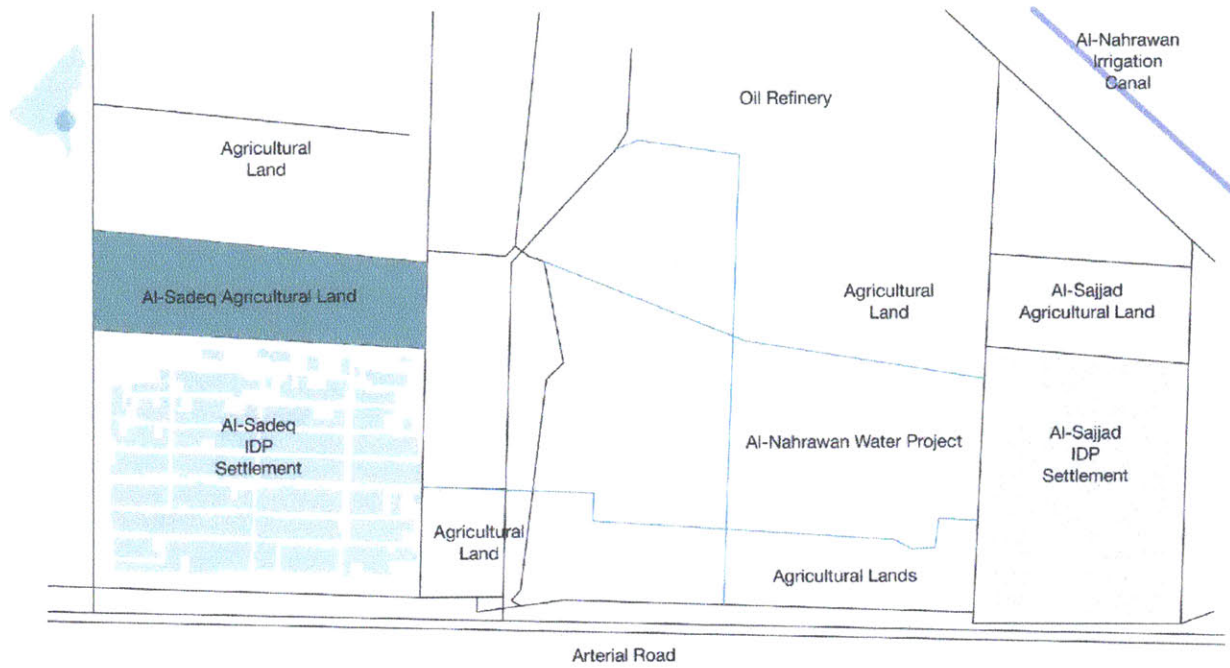 Al-Nahrawan
Irrigation
Canal
Oil Refinery
Agricultural
Land
Al-Sadeq Agricultural Land
Agricultural
Land
Al-Sajjad
Agricultural Land
Al-Sadeq
IDP
Settlement
Al-Nahrawan Water Project
Al-Sajjad
IDP
Settlement
Agricultural
Land
Agricultural Lands
Arterial Road